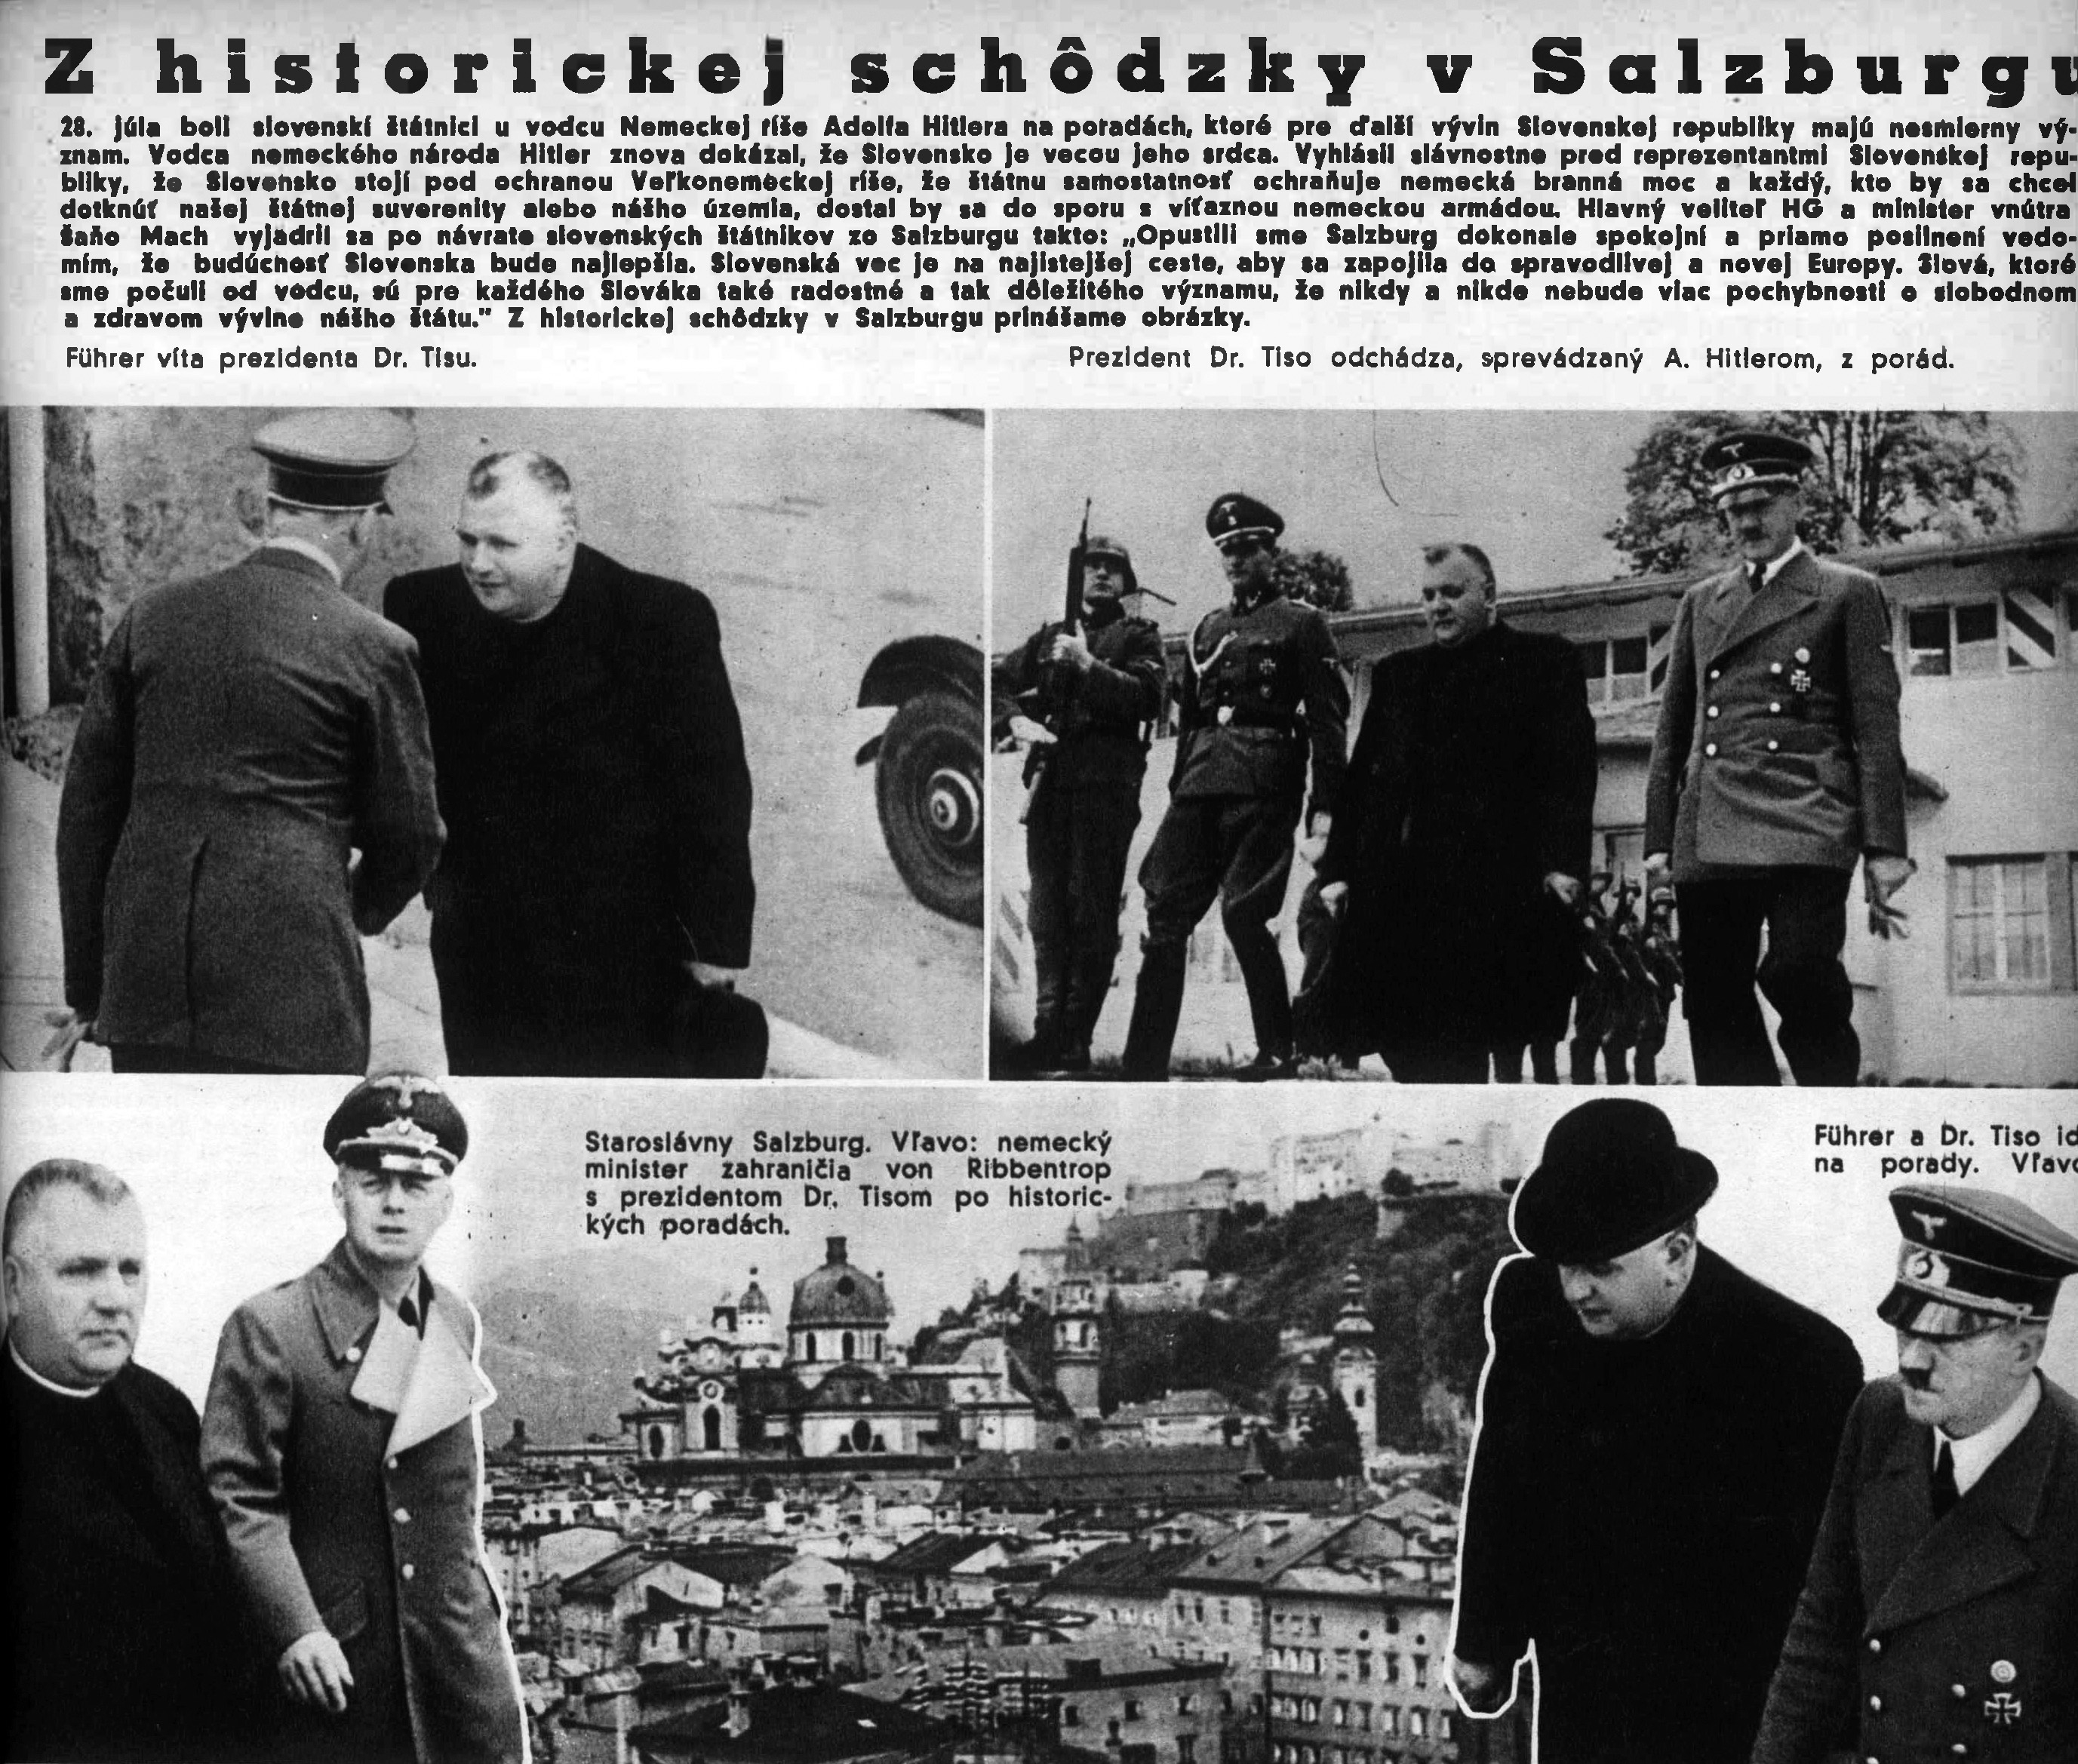 Z historickej schôdzky v Salzburgu
28. júla boli slovenskí štátnici u vodcu Nemeckej ríše Adolfa Hitlera na poradách, ktoré pre ďalší vývin Slovenskej republiky majú nesmierny vý-
znam. Vodca nemeckého národa Hitler znova dokázal, že Slovensko je vecou jeho srdca. Vyhlásil slávnostne pred reprezentantmi Slovenskej repu-
bliky, že Slovensko stojí pod ochranou Veľkonemeckej ríše, že štátnu samostatnosť ochraňuje nemecká branná moc a každý, kto by sa chcel
dotknúť našej štátnej suverenity alebo nášho územia, dostal by sa do sporu s víťaznou nemeckou armádou. Hlavný veliteľ HG a minister vnútra
Šaňo Mach vyjadril sa po návrate slovenských štátnikov zo Salzburgu takto: „Opustili sme Salzburg dokonale spokojní a priamo posilnení vedo-
mím, že budúcnosť Slovenska bude najlepšia. Slovenská vec je na najistejšej ceste, aby sa zapojila do spravodlivej a novej Europy. Slová, ktoré
sme počuli od vodcu, sú pre každého Slováka také radostné a tak dôležitého významu, že nikdy a nikde nebude viac pochybnosti o slobodnom
a zdravom vývine nášho štátu." Z historickej schôdzky v Salzburgu prinášame obrázky.
Führer víta prezidenta Dr. Tisu.
Prezident Dr. Tiso odchádza, sprevádzaný A. Hitlerom, z porád.
Staroslávny Salzburg. Vľavo: nemecký
minister zahraničia von Ribbentrop
s prezidentom Dr. Tisom po historic-
kých poradách.
Führer a Dr. Tiso id
na porady. Vľavo